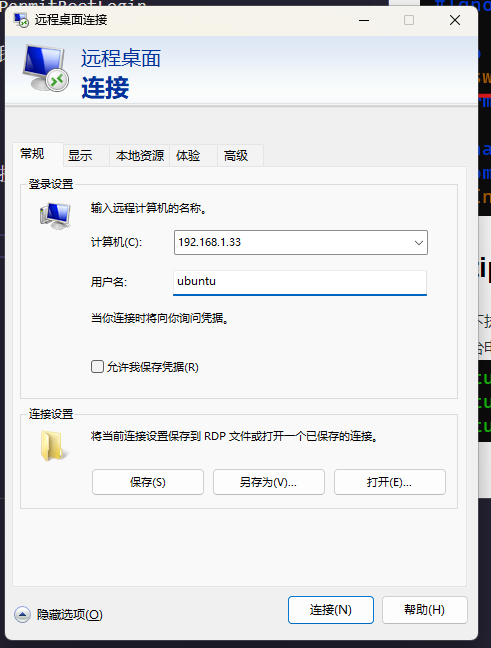 PermitRootLogin
远程桌面连接
远程桌面
连接
常规
显示
本地资源
体验
高级
登录设置
输入远程计算机的名称。
计算机(C):
192.168.1.33
用户名:
ubuntu
当你连接时将向你询问凭据。
允许我保存凭据(R)
连接设置
将当前连接设置保存到 RDP 文件或打开一个已保存的连接。
保存(S)
另存为(V)...
打开(E)...
隐藏选项(O)
连接(N)
帮助(H)